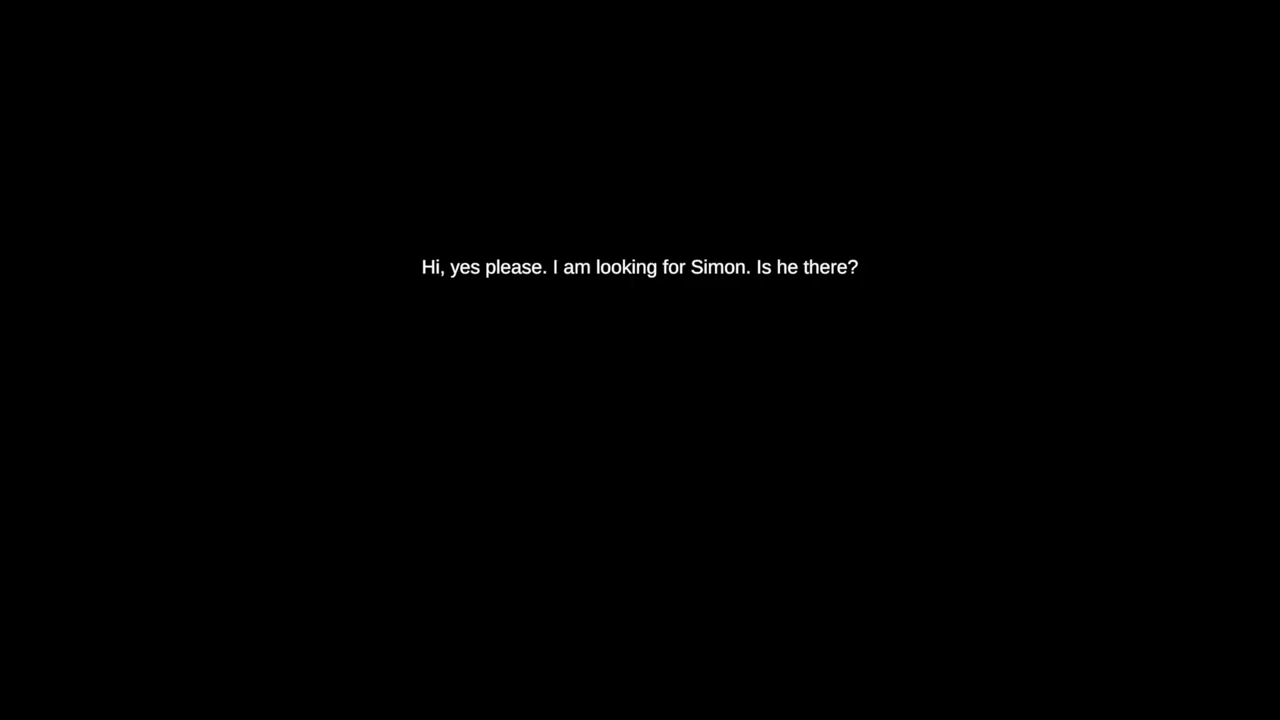 Hi, yes please. I am looking for Simon. Is he there?